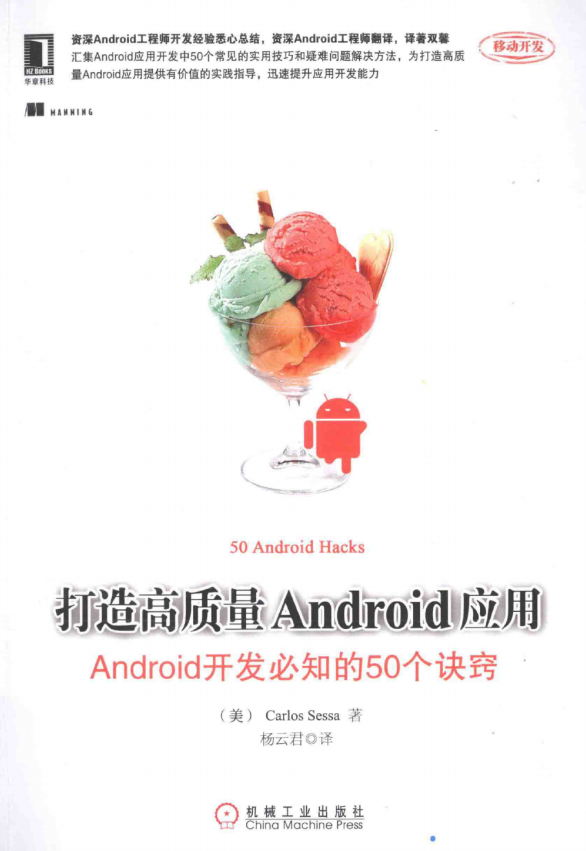 资深Android工程师开发经验悉心总结，资深Android工程师翻译，译著双馨
汇集Android应用开发中50个常见的实用技巧和疑难问题解决方法，为打造高质
量Android应用提供有价值的实践指导，迅速提升应用开发能力
移动开发
HZ BOOKS
华章科技
MANNING
50 Android Hacks
打造高质量Android应用
Android开发必知的50个诀窍
（美） Carlos Sessa 著
杨云君◎译
机械工业出版社
China Machine Press